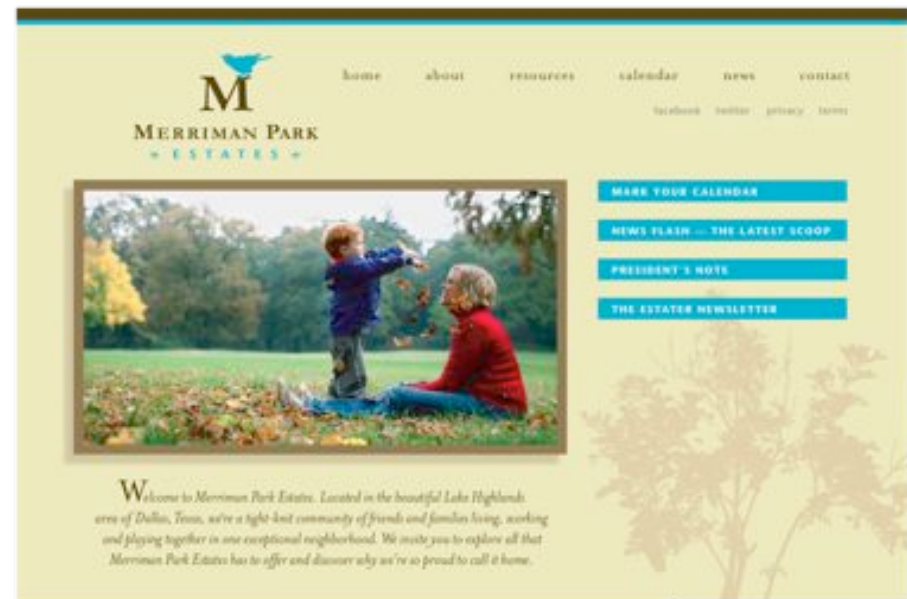 home about resources calendar news contact
facebook twitter privacy terms
M
MERRIMAN PARK
ESTATES
MARK YOUR CALENDAR
NEWS FLASH — THE LATEST SCOOP
PRESIDENT'S NOTE
THE ESTATER NEWSLETTER
Welcome to Merriman Park Estates. Located in the beautiful Lake Highlands
area of Dallas, Texas, we're a tight-knit community of friends and families living, working
and playing together in one exceptional neighborhood. We invite you to explore all that
Merriman Park Estates has to offer and discover why we're so proud to call it home.